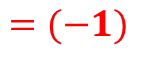 = (−1)